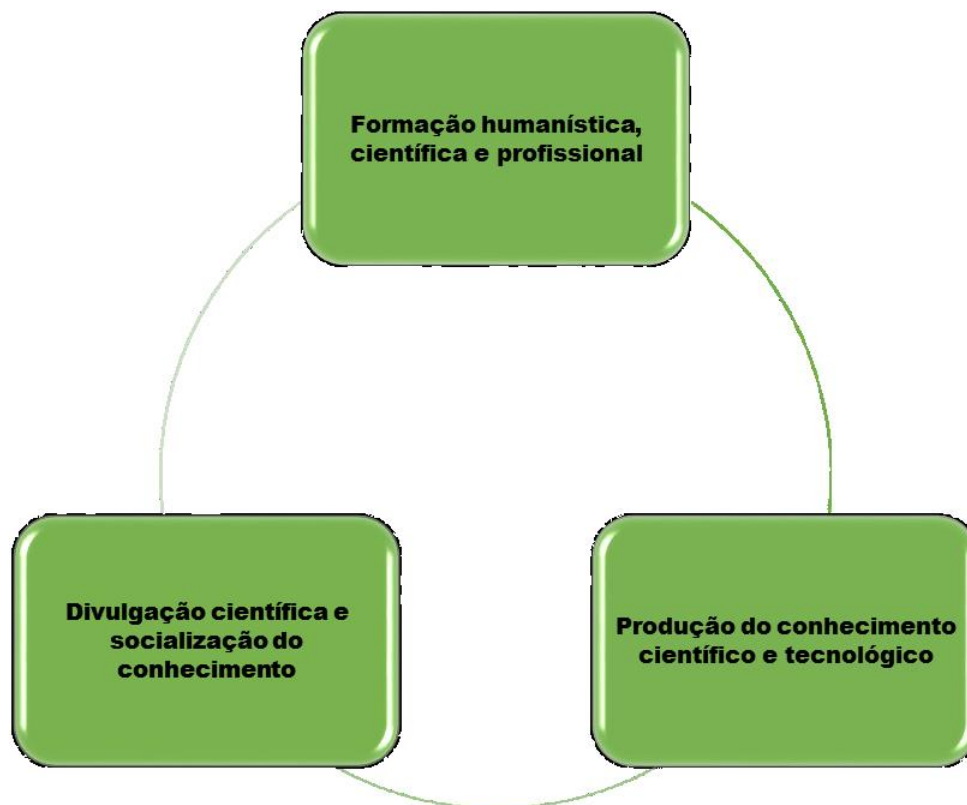 Formação humanística,
científica e profissional
Divulgação científica e
socialização do
conhecimento
Produção do conhecimento
científico e tecnológico